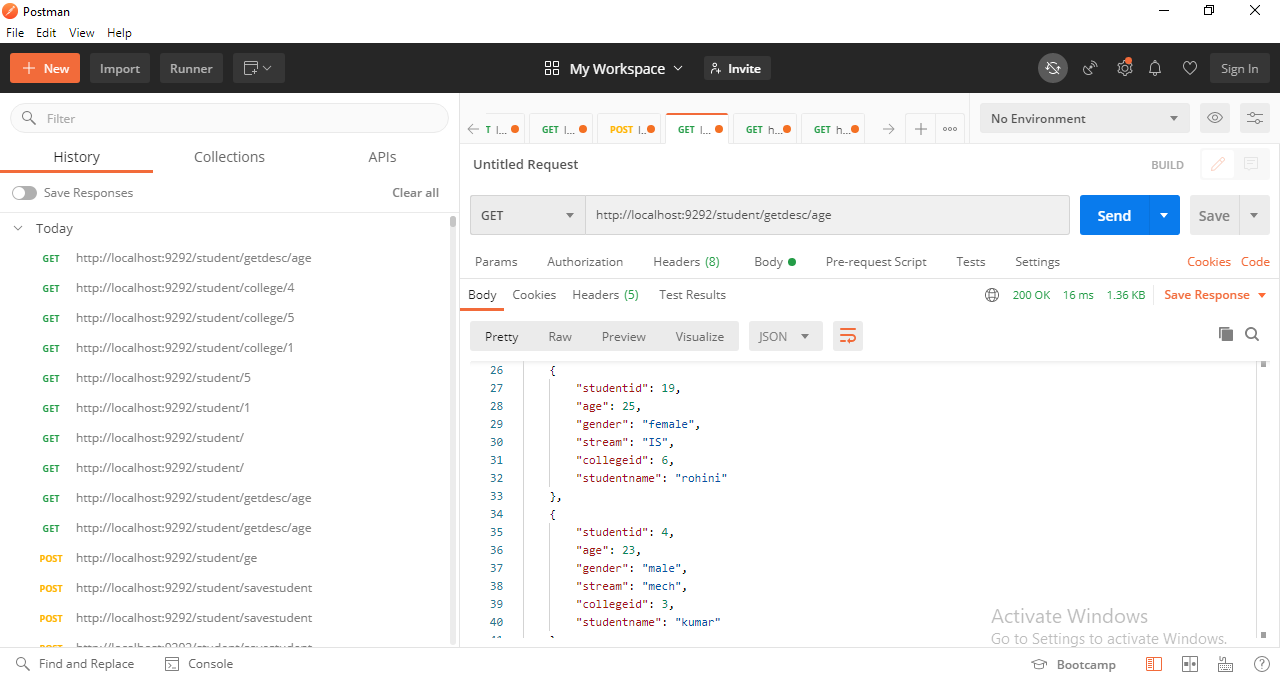 Postman
File Edit View Help
New Import Runner My Workspace Invite Sign In
Filter
History Collections APIs
Save Responses Clear all
Today
GET http://localhost:9292/student/getdesc/age
GET http://localhost:9292/student/college/4
GET http://localhost:9292/student/college/5
GET http://localhost:9292/student/college/1
GET http://localhost:9292/student/5
GET http://localhost:9292/student/1
GET http://localhost:9292/student/
GET http://localhost:9292/student/
GET http://localhost:9292/student/getdesc/age
GET http://localhost:9292/student/getdesc/age
POST http://localhost:9292/student/ge
POST http://localhost:9292/student/savestudent
POST http://localhost:9292/student/savestudent
POST http://localhost:9292/student/savestudent
T l... GET l... POST l... GET l... GET h... GET h... No Environment
Untitled Request BUILD
GET http://localhost:9292/student/getdesc/age Send Save
Params Authorization Headers (8) Body Pre-request Script Tests Settings Cookies Code
Body Cookies Headers (5) Test Results 200 OK 16 ms 1.36 KB Save Response
Pretty Raw Preview Visualize JSON
26 {
27 "studentid": 19,
28 "age": 25,
29 "gender": "female",
30 "stream": "IS",
31 "collegeid": 6,
32 "studentname": "rohini"
33 },
34 {
35 "studentid": 4,
36 "age": 23,
37 "gender": "male",
38 "stream": "mech",
39 "collegeid": 3,
40 "studentname": "kumar"
Activate Windows
Go to Settings to activate Windows.
Find and Replace Console Bootcamp